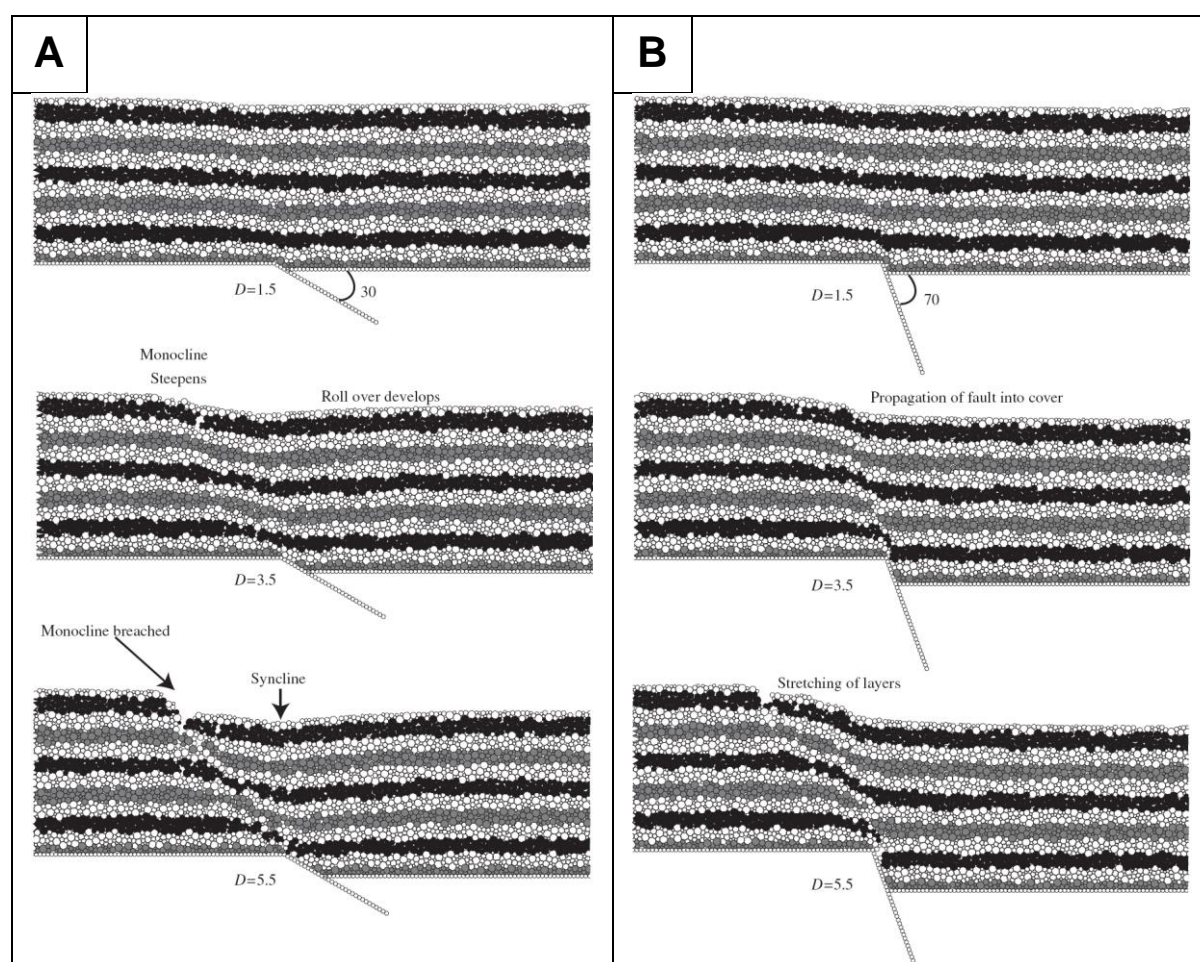 A
D=1.5
30
Monocline
Steepens
Roll over develops
D=3.5
Monocline breached
Syncline
D=5.5
B
D=1.5
70
Propagation of fault into cover
D=3.5
Stretching of layers
D=5.5